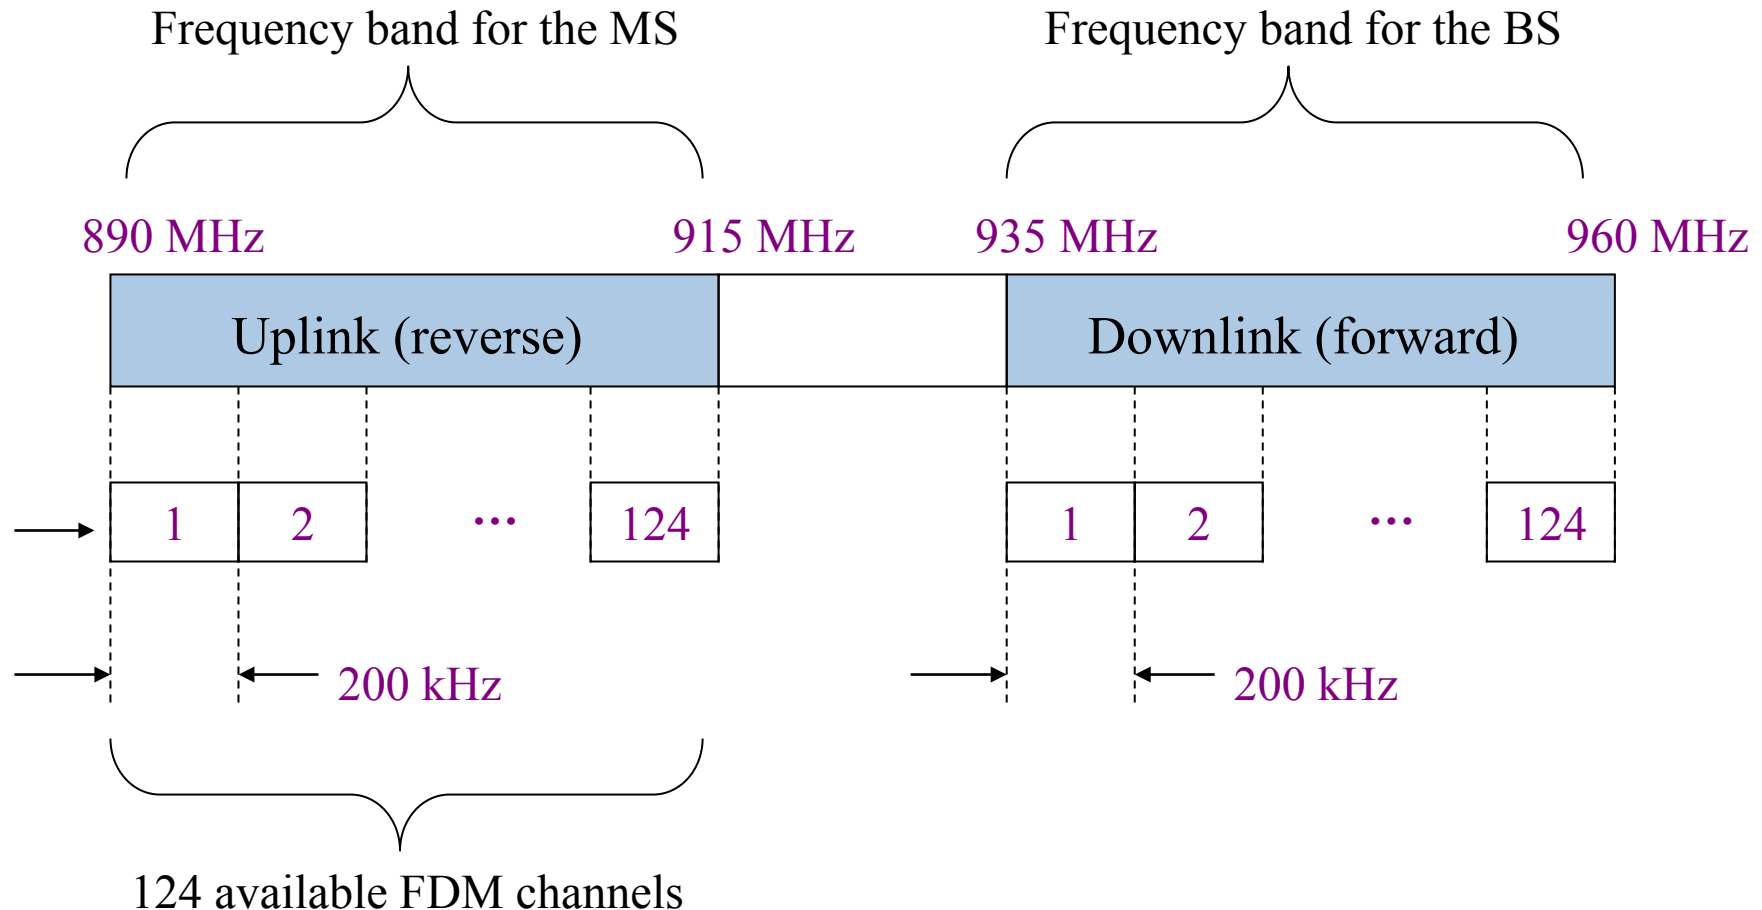 Frequency band for the MS
Frequency band for the BS
890 MHz
915 MHz
935 MHz
960 MHz
Uplink (reverse)
Downlink (forward)
1
2
...
124
1
2
...
124
200 kHz
200 kHz
124 available FDM channels